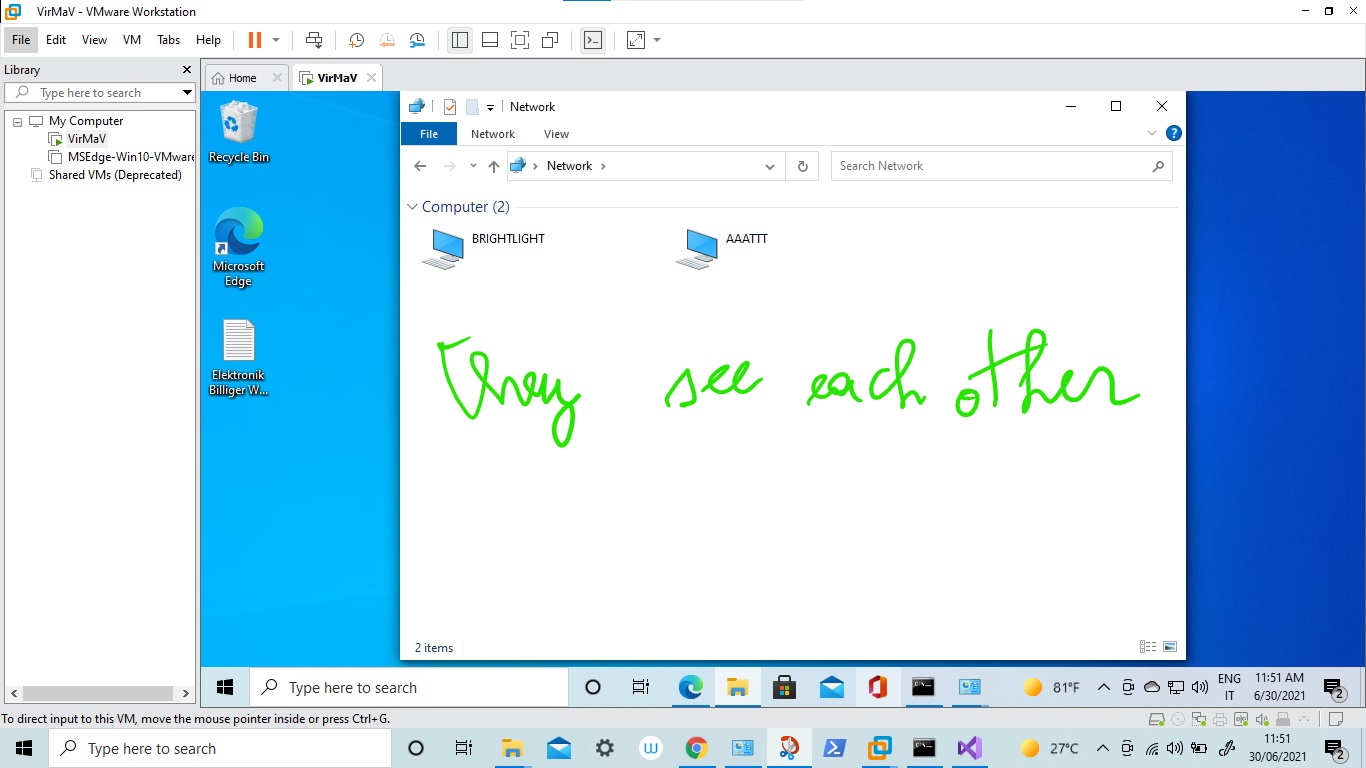 VirMaV - VMware Workstation
File Edit View VM Tabs Help
Library
Type here to search
My Computer
VirMaV
MSEdge-Win10-VMware
Shared VMs (Deprecated)
Home
VirMaV
Recycle Bin
Microsoft
Edge
Elektronik
Billiger W...
Network
File Network View
Network
Search Network
Computer (2)
BRIGHTLIGHT
AAATTT
They see each other
2 items
Type here to search
81°F
ENG
IT
11:51 AM
6/30/2021
2
To direct input to this VM, move the mouse pointer inside or press Ctrl+G.
Type here to search
27°C
11:51
30/06/2021
2